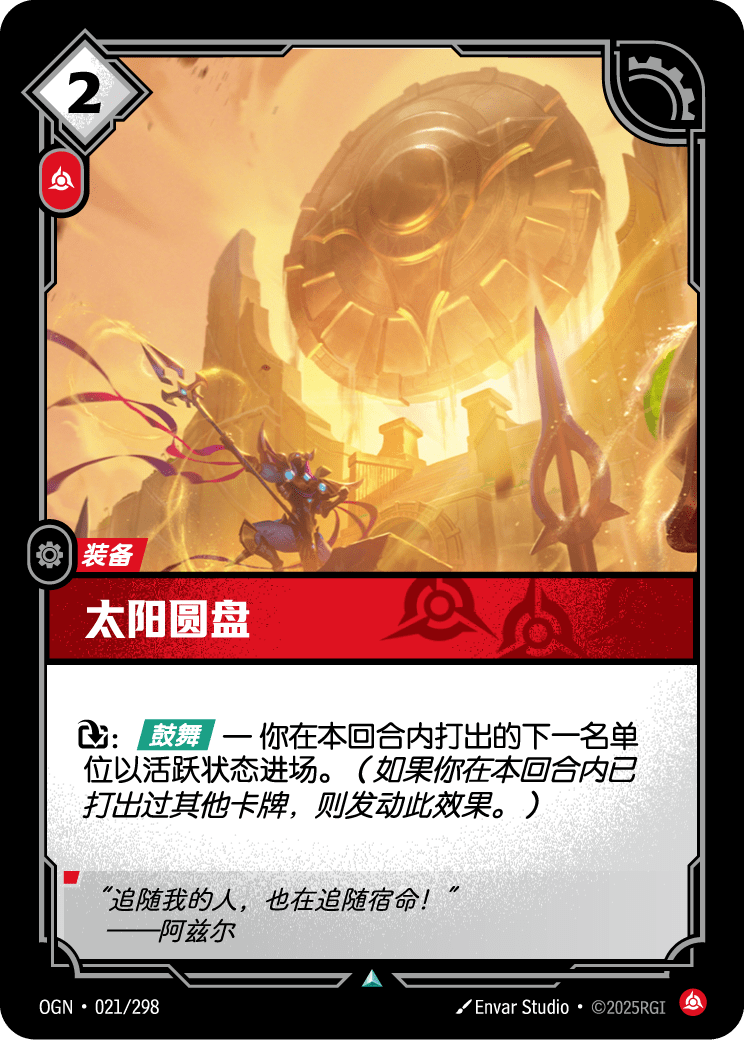 2
装备
太阳圆盘
： 鼓舞 — 你在本回合内打出的下一名单
位以活跃状态进场。（如果你在本回合内已
打出过其他卡牌，则发动此效果。）
“追随我的人，也在追随宿命！”
——阿兹尔
OGN • 021/298
Envar Studio • ©2025RGI